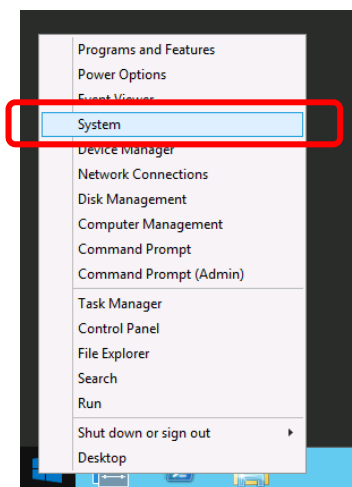 Programs and Features
Power Options
Event Viewer
System
Device Manager
Network Connections
Disk Management
Computer Management
Command Prompt
Command Prompt (Admin)
Task Manager
Control Panel
File Explorer
Search
Run
Shut down or sign out
Desktop